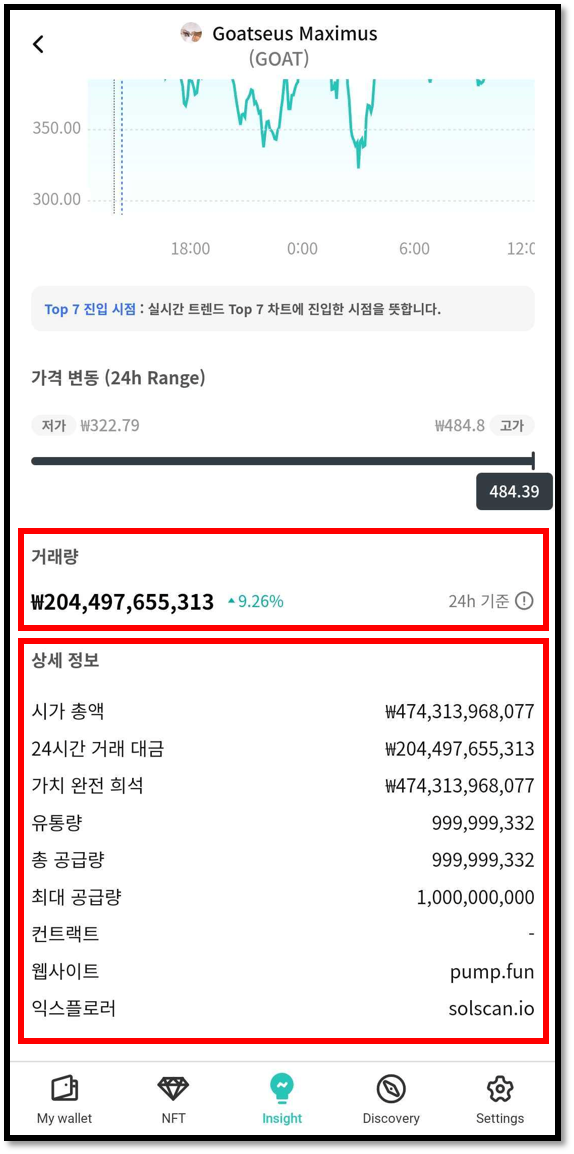 Goatseus Maximus
(GOAT)
350.00
300.00
18:00 0:00 6:00
Top 7 진입 시점 : 실시간 트렌드 Top 7 차트에 진입한 시점을 뜻합니다.
가격 변동 (24h Range)
저가 ₩322.79 ₩484.8 고가
484.39
거래량
₩204,497,655,313 9.26% 24h 기준
상세 정보
시가 총액 ₩474,313,968,077
24시간 거래 대금 ₩204,497,655,313
가치 완전 희석 ₩474,313,968,077
유통량 999,999,332
총 공급량 999,999,332
최대 공급량 1,000,000,000
컨트랙트 -
웹사이트 pump.fun
익스플로러 solscan.io
My wallet NFT Insight Discovery Settings